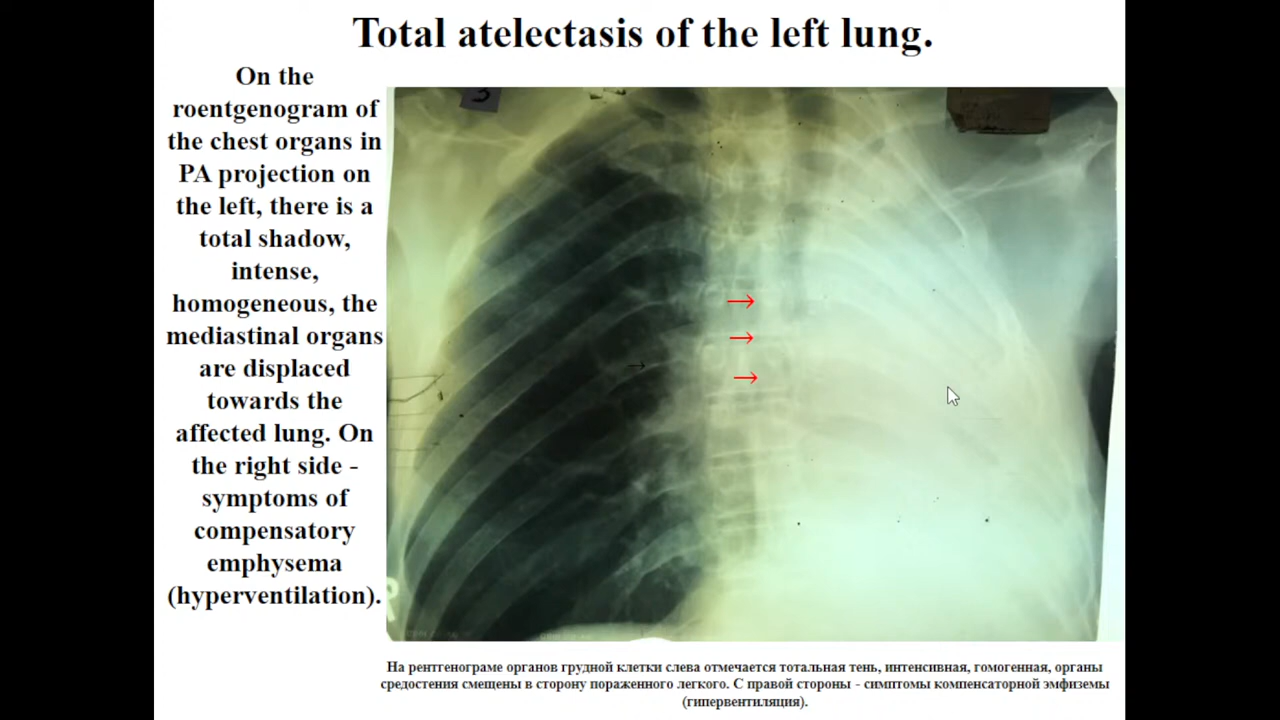 Total atelectasis of the left lung.
On the
roentgenogram of
the chest organs in
PA projection on
the left, there is a
total shadow,
intense,
homogeneous, the
mediastinal organs
are displaced
towards the
affected lung. On
the right side -
symptoms of
compensatory
emphysema
(hyperventilation).
3
На рентгенограме органов грудной клетки слева отмечается тотальная тень, интенсивная, гомогенная, органы
средостения смещены в сторону пораженного легкого. С правой стороны - симптомы компенсаторной эмфиземы
(гипервентиляция).